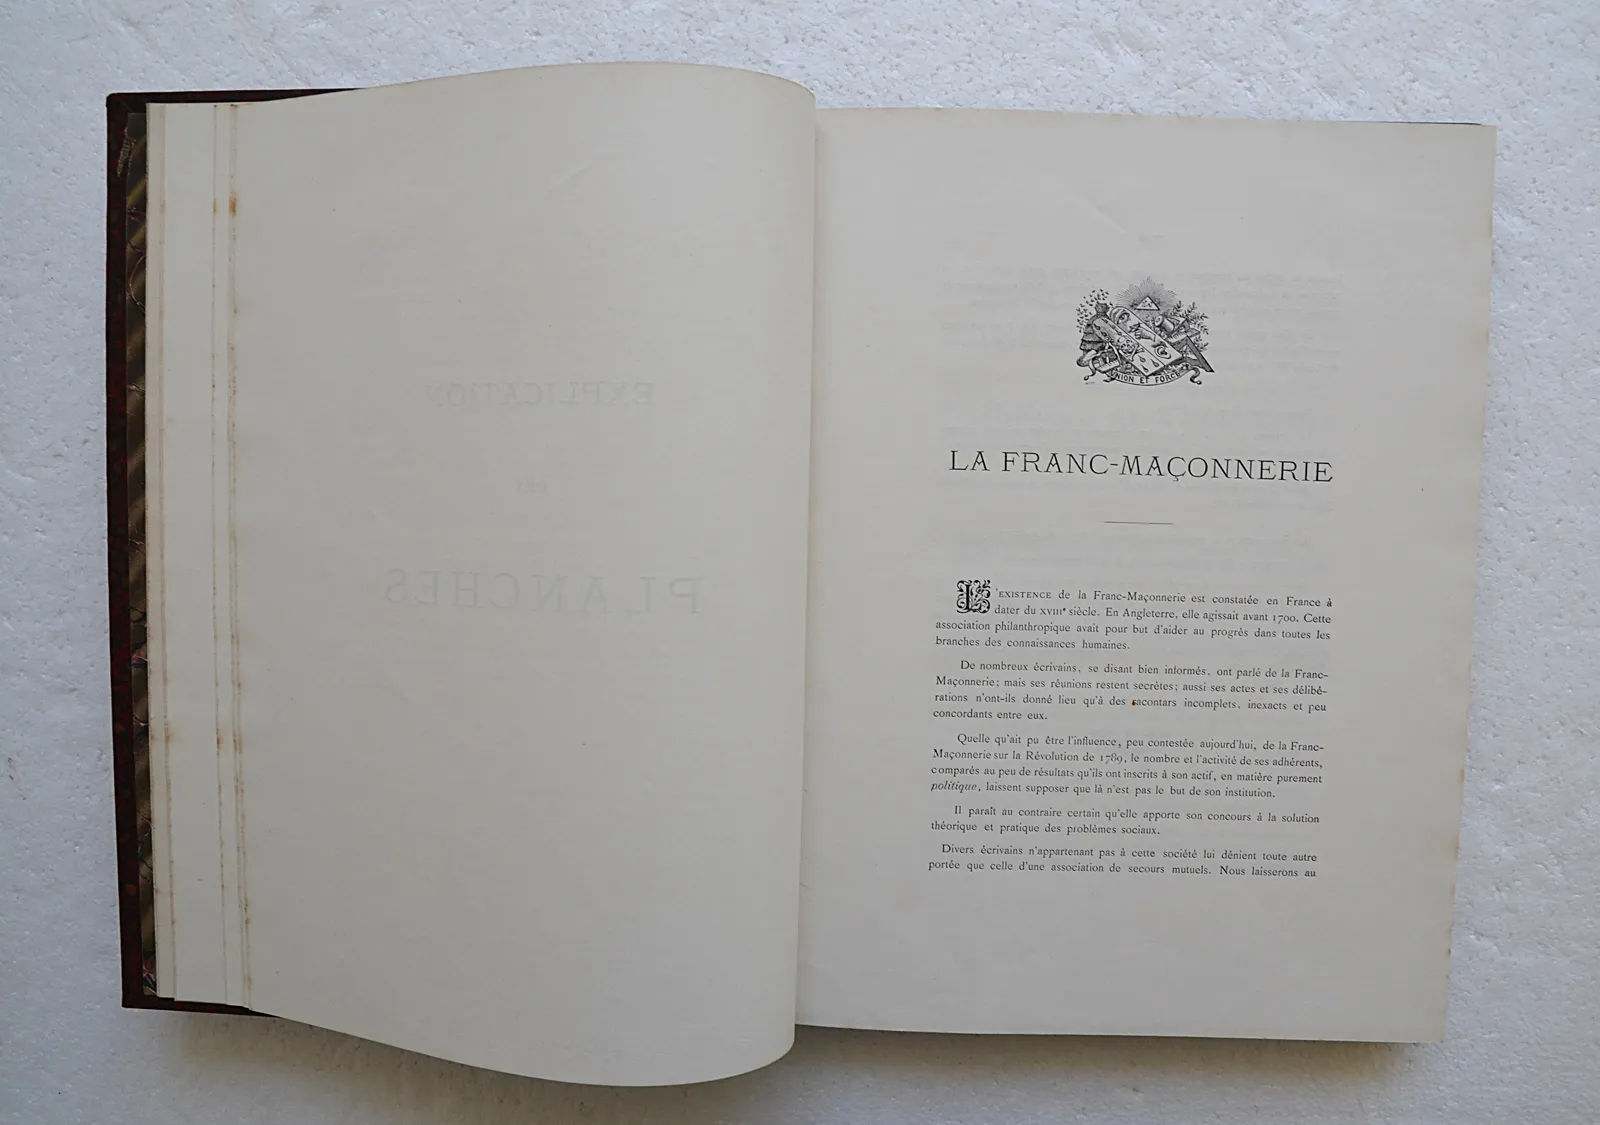 EXPLICATION
DES
PLANCHES
UNION ET FORCE
LA FRANC-MAÇONNERIE
L'EXISTENCE de la Franc-Maçonnerie est constatée en France à
dater du XVIIIe siècle. En Angleterre, elle agissait avant 1700. Cette
association philanthropique avait pour but d'aider au progrès dans toutes les
branches des connaissances humaines.
De nombreux écrivains, se disant bien informés, ont parlé de la Franc-
Maçonnerie; mais ses réunions restent secrètes; aussi ses actes et ses délibé-
rations n'ont-ils donné lieu qu'à des racontars incomplets, inexacts et peu
concordants entre eux.
Quelle qu'ait pu être l'influence, peu contestée aujourd'hui, de la Franc-
Maçonnerie sur la Révolution de 1789, le nombre et l'activité de ses adhérents,
comparés au peu de résultats qu'ils ont inscrits à son actif, en matière purement
politique, laissent supposer que là n'est pas le but de son institution.
Il paraît au contraire certain qu'elle apporte son concours à la solution
théorique et pratique des problèmes sociaux.
Divers écrivains n'appartenant pas à cette société lui dénient toute autre
portée que celle d'une association de secours mutuels. Nous laisserons au